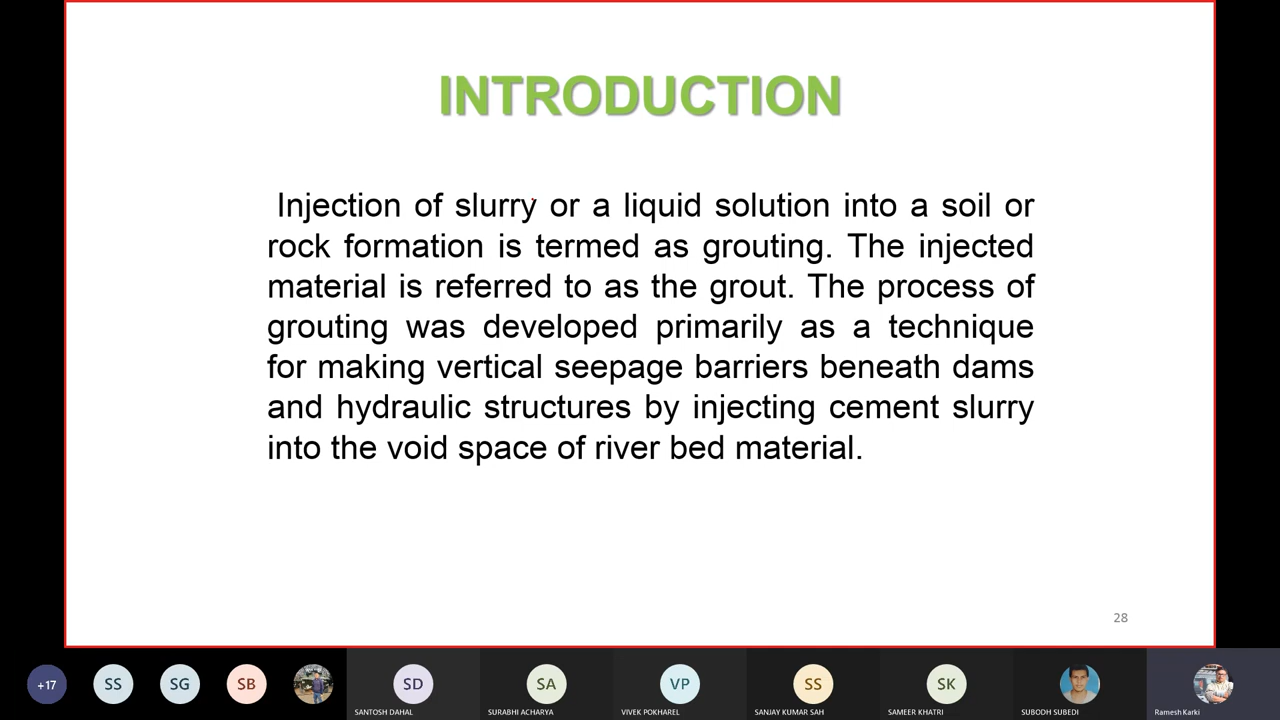 INTRODUCTION
Injection of slurry or a liquid solution into a soil or
rock formation is termed as grouting. The injected
material is referred to as the grout. The process of
grouting was developed primarily as a technique
for making vertical seepage barriers beneath dams
and hydraulic structures by injecting cement slurry
into the void space of river bed material.
28
+17 SS SG SB SD SA VP SS SK
SANTOSH DAHAL SURABHI ACHARYA VIVEK POKHAREL SANJAY KUMAR SAH SAMEER KHATRI SUBODH SUBEDI Ramesh Karki